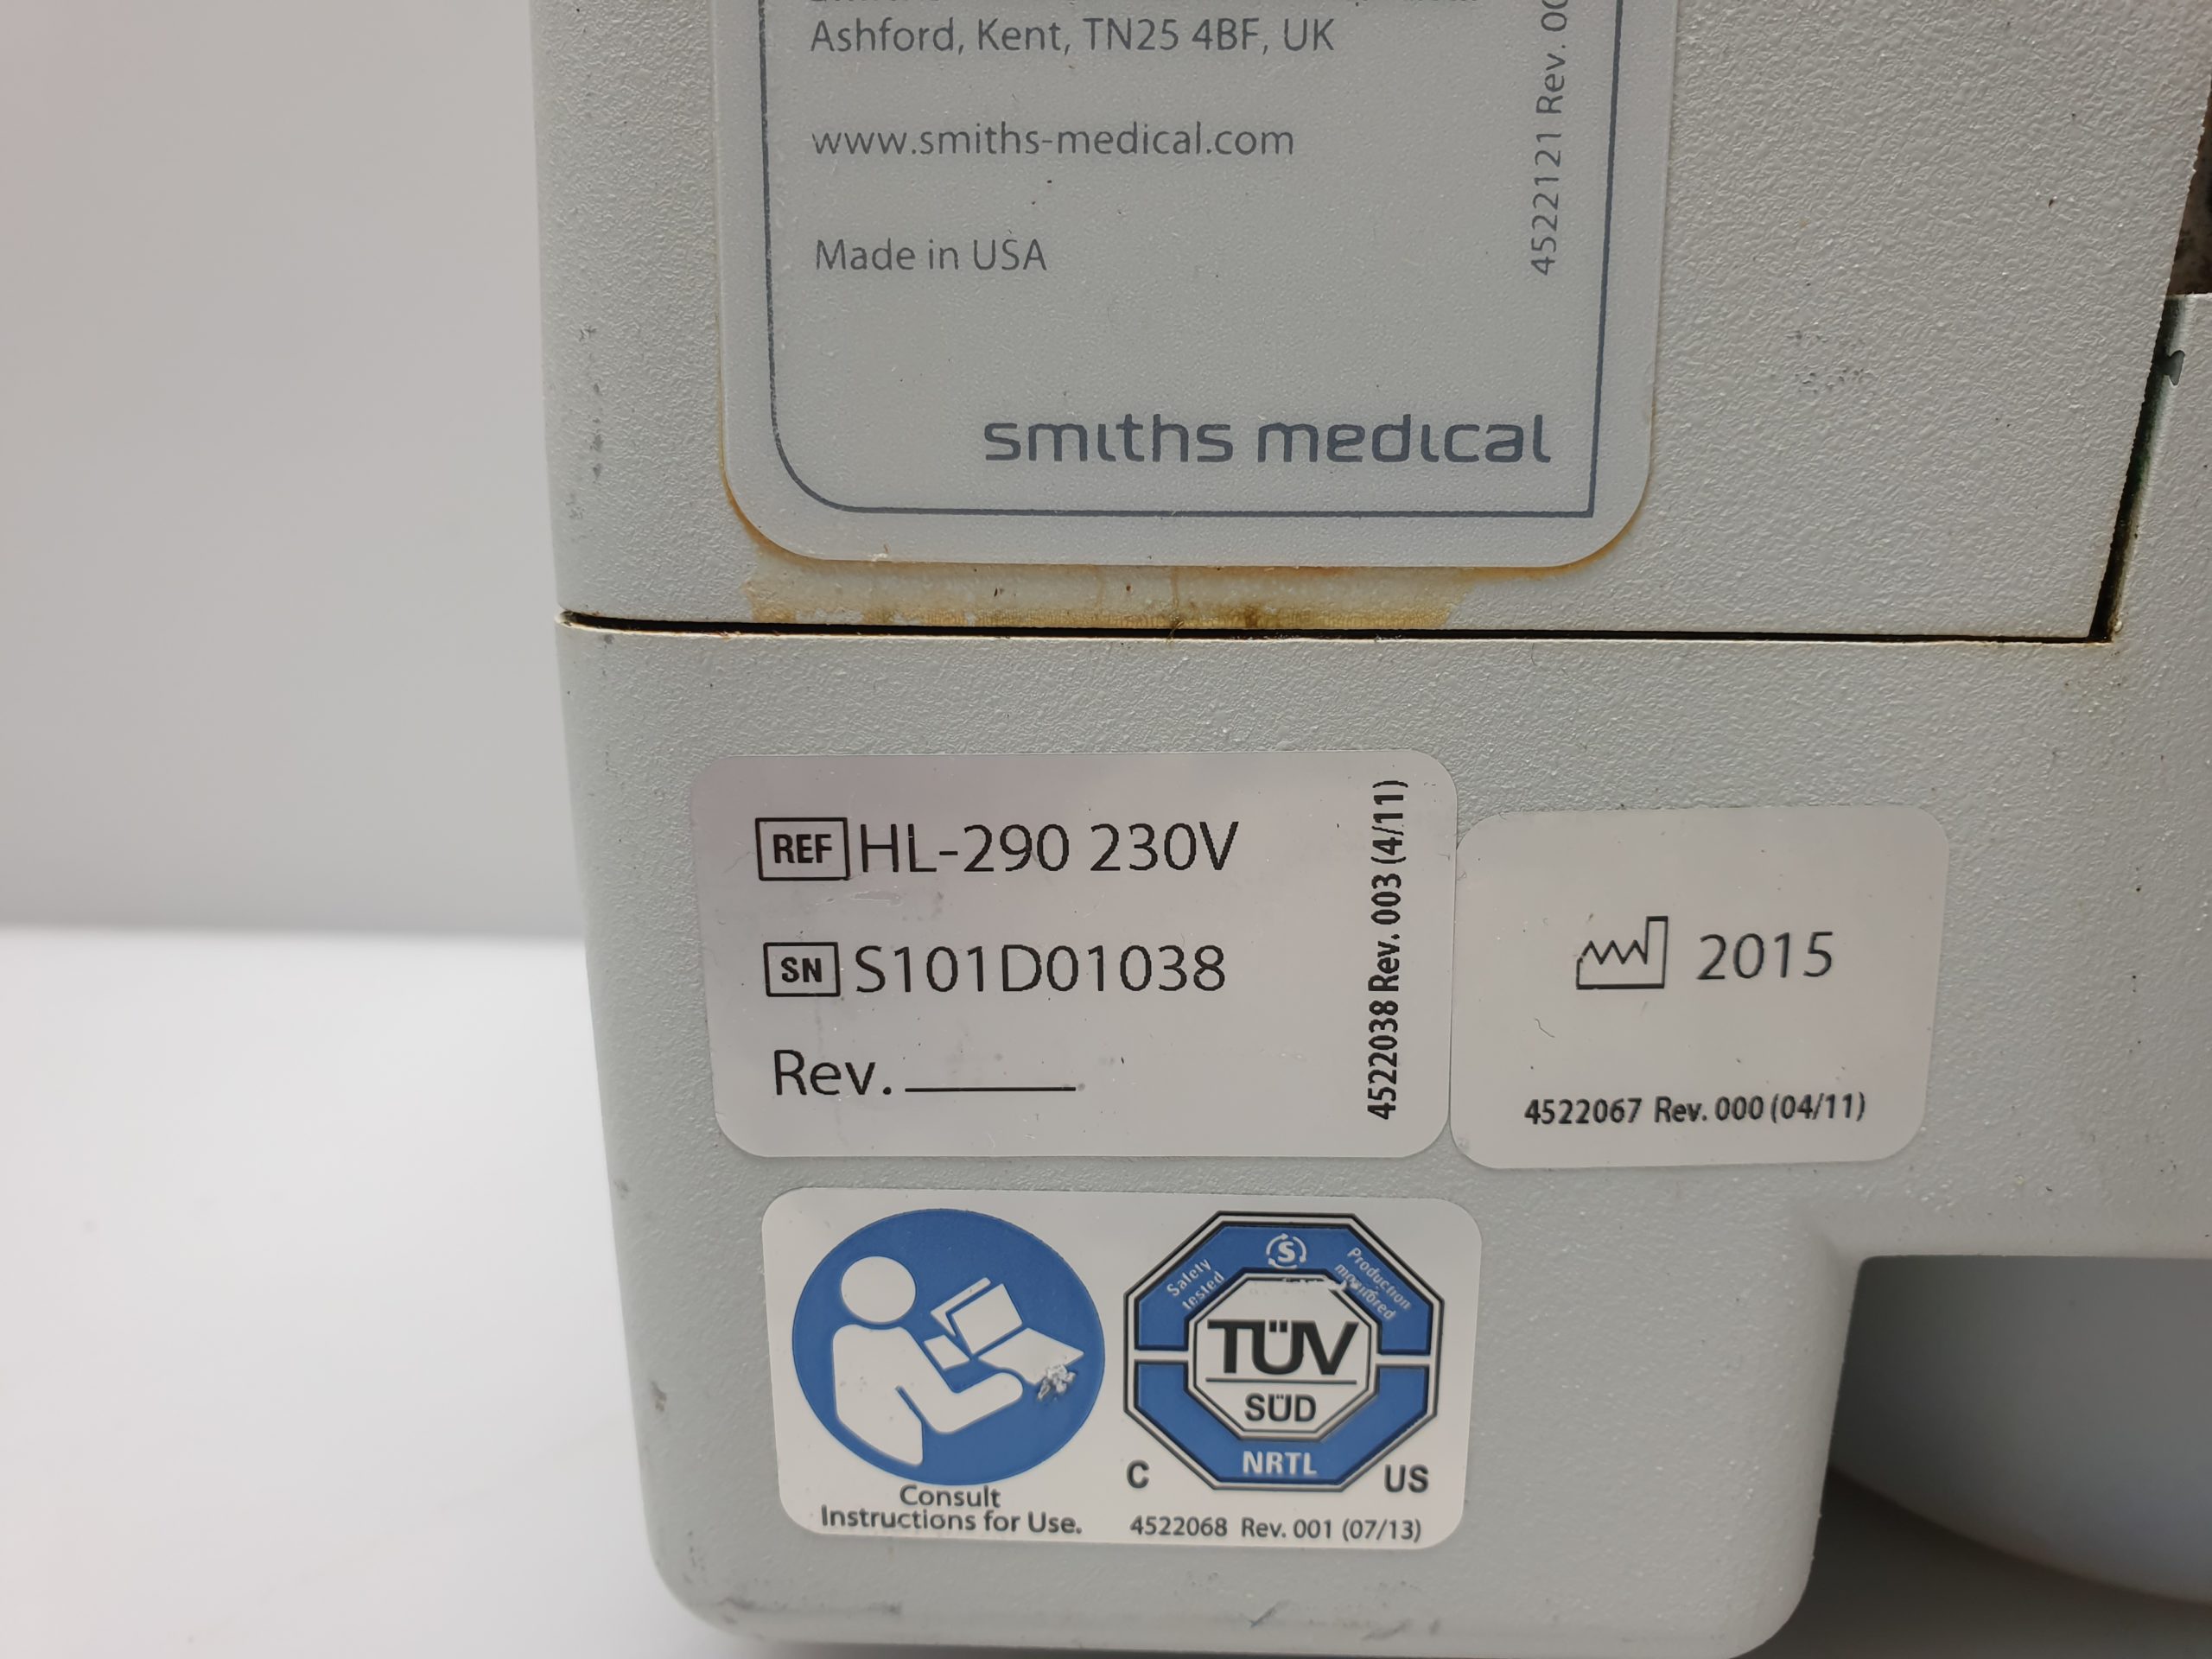 Ashford, Kent, TN25 4BF, UK
www.smiths-medical.com
Made in USA
4522121 Rev. 00
smiths medical
REF HL-290 230V
SN S101D01038
Rev.
4522038 Rev. 003 (4/11)
2015
4522067 Rev. 000 (04/11)
Safety
tested
S
Production
monitored
TÜV
SÜD
NRTL
C US
Consult
Instructions for Use.
4522068 Rev. 001 (07/13)